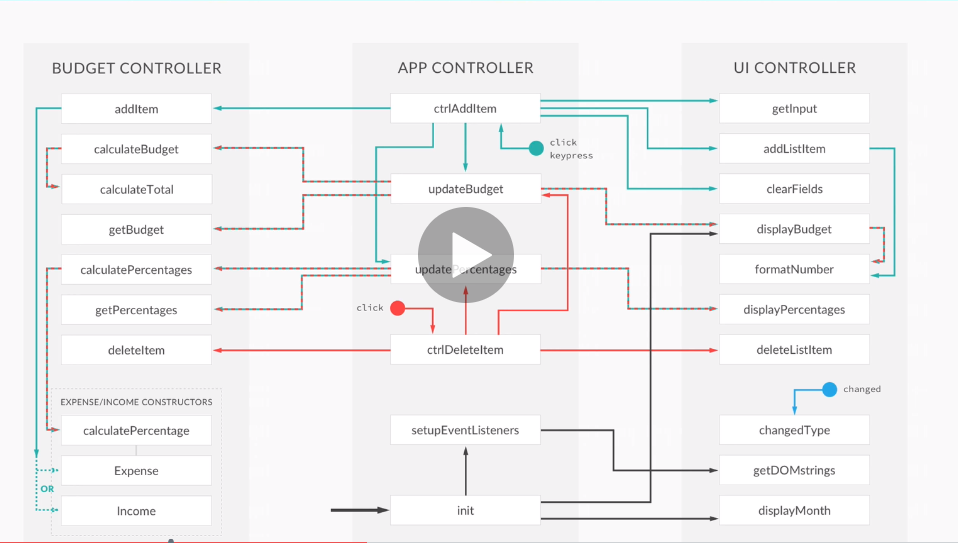 BUDGET CONTROLLER
addItem
calculateBudget
calculateTotal
getBudget
calculatePercentages
getPercentages
deleteItem
EXPENSE/INCOME CONSTRUCTORS
calculatePercentage
Expense
OR
Income
APP CONTROLLER
ctrlAddItem
click
keypress
updateBudget
updatePercentages
click
ctrlDeleteItem
setupEventListeners
init
UI CONTROLLER
getInput
addListItem
clearFields
displayBudget
formatNumber
displayPercentages
deleteListItem
changed
changedType
getDOMstrings
displayMonth